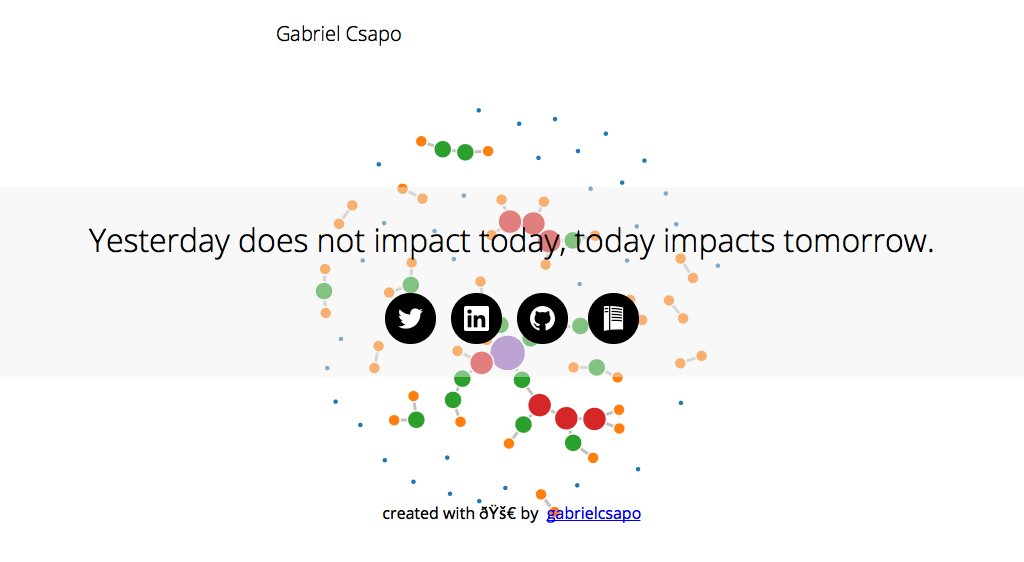 Gabriel Csapo
Yesterday does not impact today, today impacts tomorrow.
created with ðŸš€ by gabrielcsapo